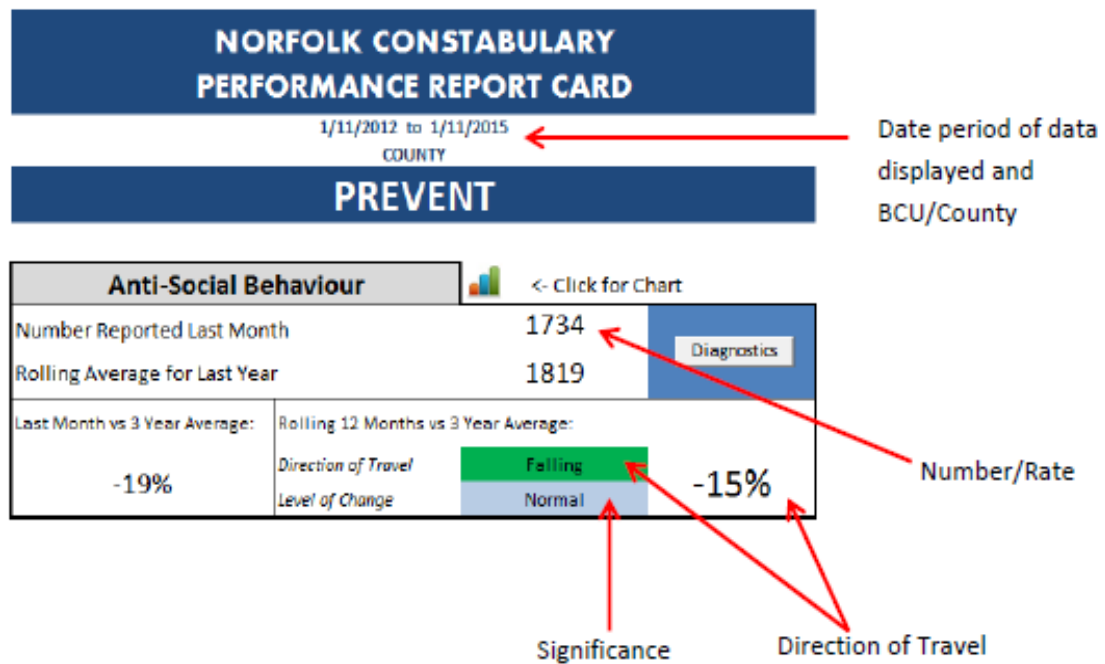 NORFOLK CONSTABULARY
PERFORMANCE REPORT CARD
1/11/2012 to 1/11/2015
COUNTY
PREVENT
Date period of data
displayed and
BCU/County
Anti-Social Behaviour
<- Click for Chart
Number Reported Last Month
1734
Diagnostics
Rolling Average for Last Year
1819
Last Month vs 3 Year Average:
Rolling 12 Months vs 3 Year Average:
-19%
Direction of Travel
Falling
Level of Change
Normal
-15%
Number/Rate
Significance
Direction of Travel